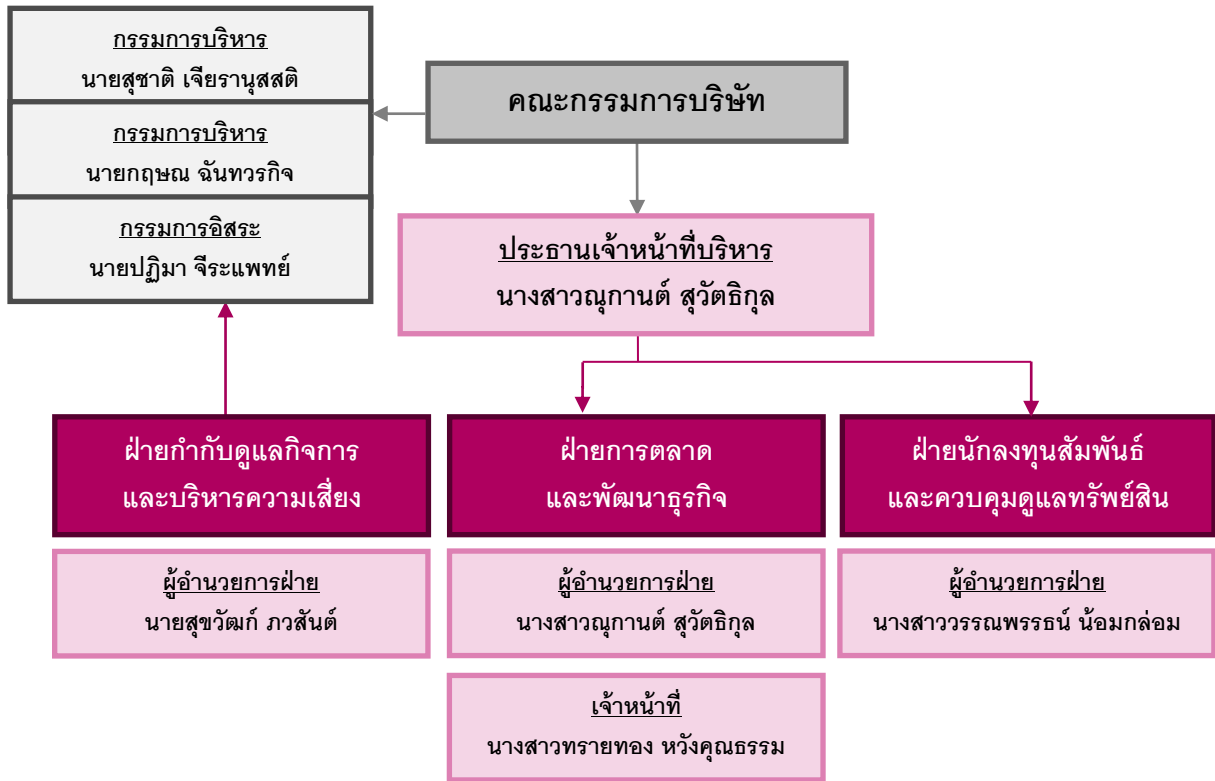 กรรมการบริหาร
นายสุชาติ เจียรานุสสติ
กรรมการบริหาร
นายกฤษณ ฉันทวรกิจ
กรรมการอิสระ
นายปฏิมา จีระแพทย์
คณะกรรมการบริษัท
ประธานเจ้าหน้าที่บริหาร
นางสาวณุกานต์ สุวัตธิกุล
ฝ่ายกำกับดูแลกิจการ
และบริหารความเสี่ยง
ผู้อำนวยการฝ่าย
นายสุขวัฒก์ ภวสันต์
ฝ่ายการตลาด
และพัฒนาธุรกิจ
ผู้อำนวยการฝ่าย
นางสาวณุกานต์ สุวัตธิกุล
เจ้าหน้าที่
นางสาวทรายทอง หวังคุณธรรม
ฝ่ายนักลงทุนสัมพันธ์
และควบคุมดูแลทรัพย์สิน
ผู้อำนวยการฝ่าย
นางสาววรรณพรรธน์ น้อมกล่อม